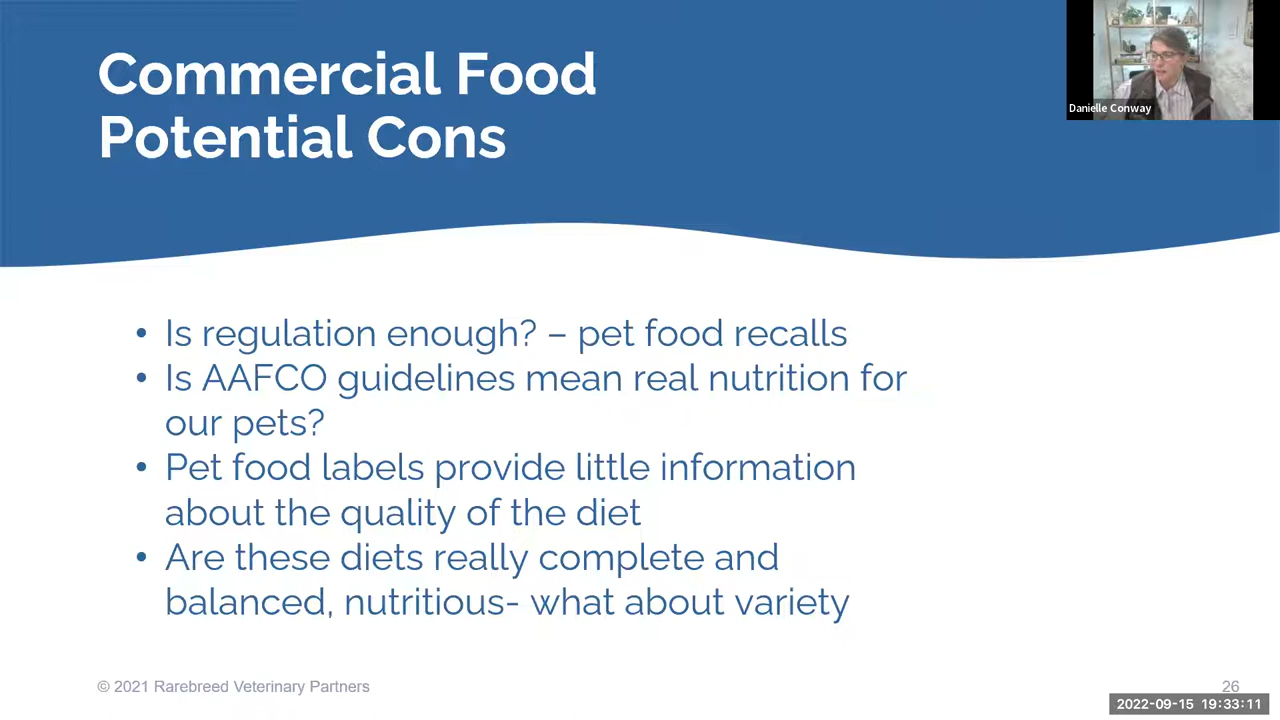 Commercial Food
Potential Cons
Danielle Conway
• Is regulation enough? – pet food recalls
• Is AAFCO guidelines mean real nutrition for
our pets?
• Pet food labels provide little information
about the quality of the diet
• Are these diets really complete and
balanced, nutritious- what about variety
© 2021 Rarebreed Veterinary Partners
26
2022-09-15 19:33:11